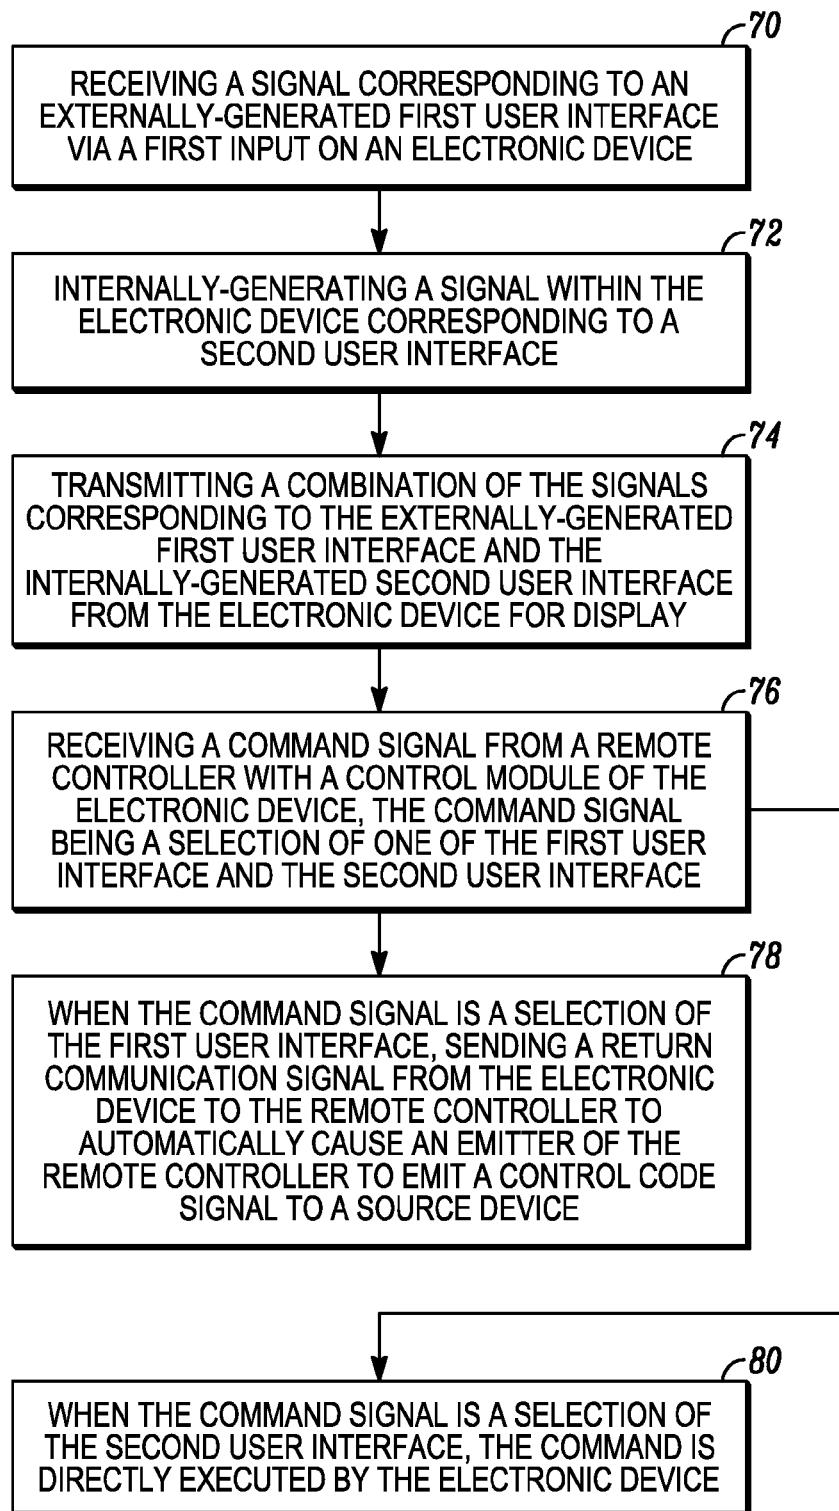 70
RECEIVING A SIGNAL CORRESPONDING TO AN
EXTERNALLY-GENERATED FIRST USER INTERFACE
VIA A FIRST INPUT ON AN ELECTRONIC DEVICE
72
INTERNALLY-GENERATING A SIGNAL WITHIN THE
ELECTRONIC DEVICE CORRESPONDING TO A
SECOND USER INTERFACE
74
TRANSMITTING A COMBINATION OF THE SIGNALS
CORRESPONDING TO THE EXTERNALLY-GENERATED
FIRST USER INTERFACE AND THE
INTERNALLY-GENERATED SECOND USER INTERFACE
FROM THE ELECTRONIC DEVICE FOR DISPLAY
76
RECEIVING A COMMAND SIGNAL FROM A REMOTE
CONTROLLER WITH A CONTROL MODULE OF THE
ELECTRONIC DEVICE, THE COMMAND SIGNAL
BEING A SELECTION OF ONE OF THE FIRST USER
INTERFACE AND THE SECOND USER INTERFACE
78
WHEN THE COMMAND SIGNAL IS A SELECTION OF
THE FIRST USER INTERFACE, SENDING A RETURN
COMMUNICATION SIGNAL FROM THE ELECTRONIC
DEVICE TO THE REMOTE CONTROLLER TO
AUTOMATICALLY CAUSE AN EMITTER OF THE
REMOTE CONTROLLER TO EMIT A CONTROL CODE
SIGNAL TO A SOURCE DEVICE
80
WHEN THE COMMAND SIGNAL IS A SELECTION OF
THE SECOND USER INTERFACE, THE COMMAND IS
DIRECTLY EXECUTED BY THE ELECTRONIC DEVICE